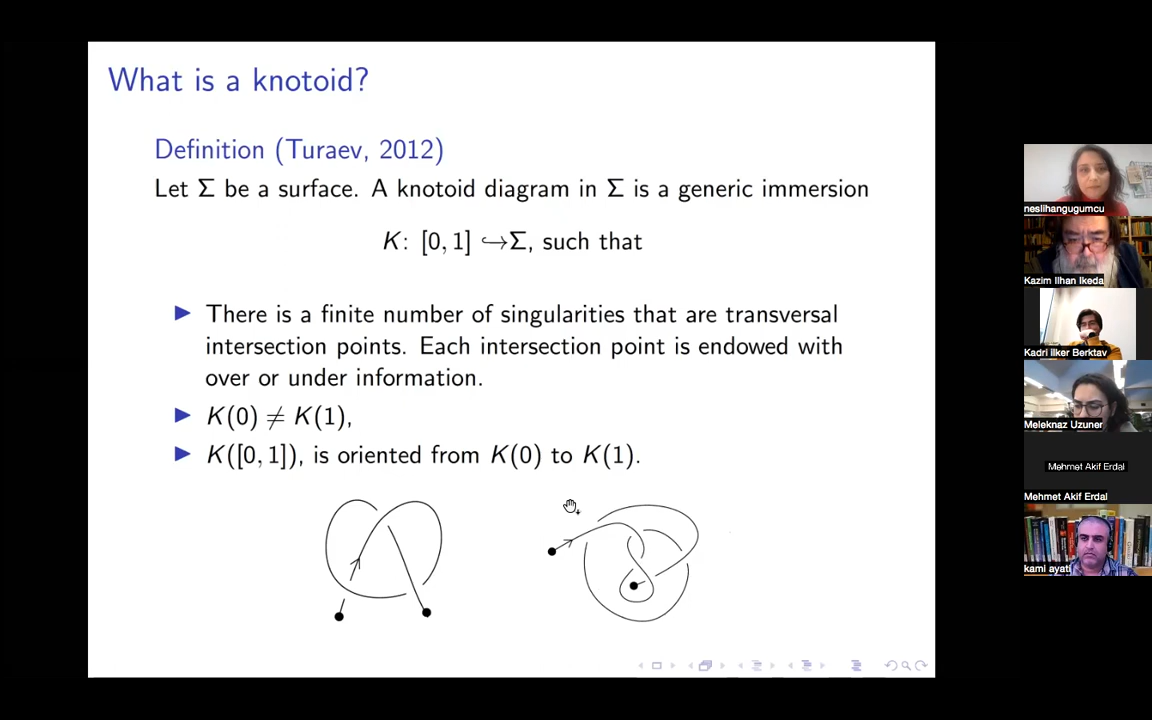 What is a knotoid?
Definition (Turaev, 2012)
Let Σ be a surface. A knotoid diagram in Σ is a generic immersion
K: [0, 1] ↪Σ, such that
▶ There is a finite number of singularities that are transversal
intersection points. Each intersection point is endowed with
over or under information.
▶ K(0) ≠ K(1),
▶ K([0, 1]), is oriented from K(0) to K(1).
neslihangugumcu
Kazim Ilhan Ikeda
Kadri ilker Berktav
Meleknaz Uzuner
Mehmet Akif Erdal
Mehmet Akif Erdal
kami ayati